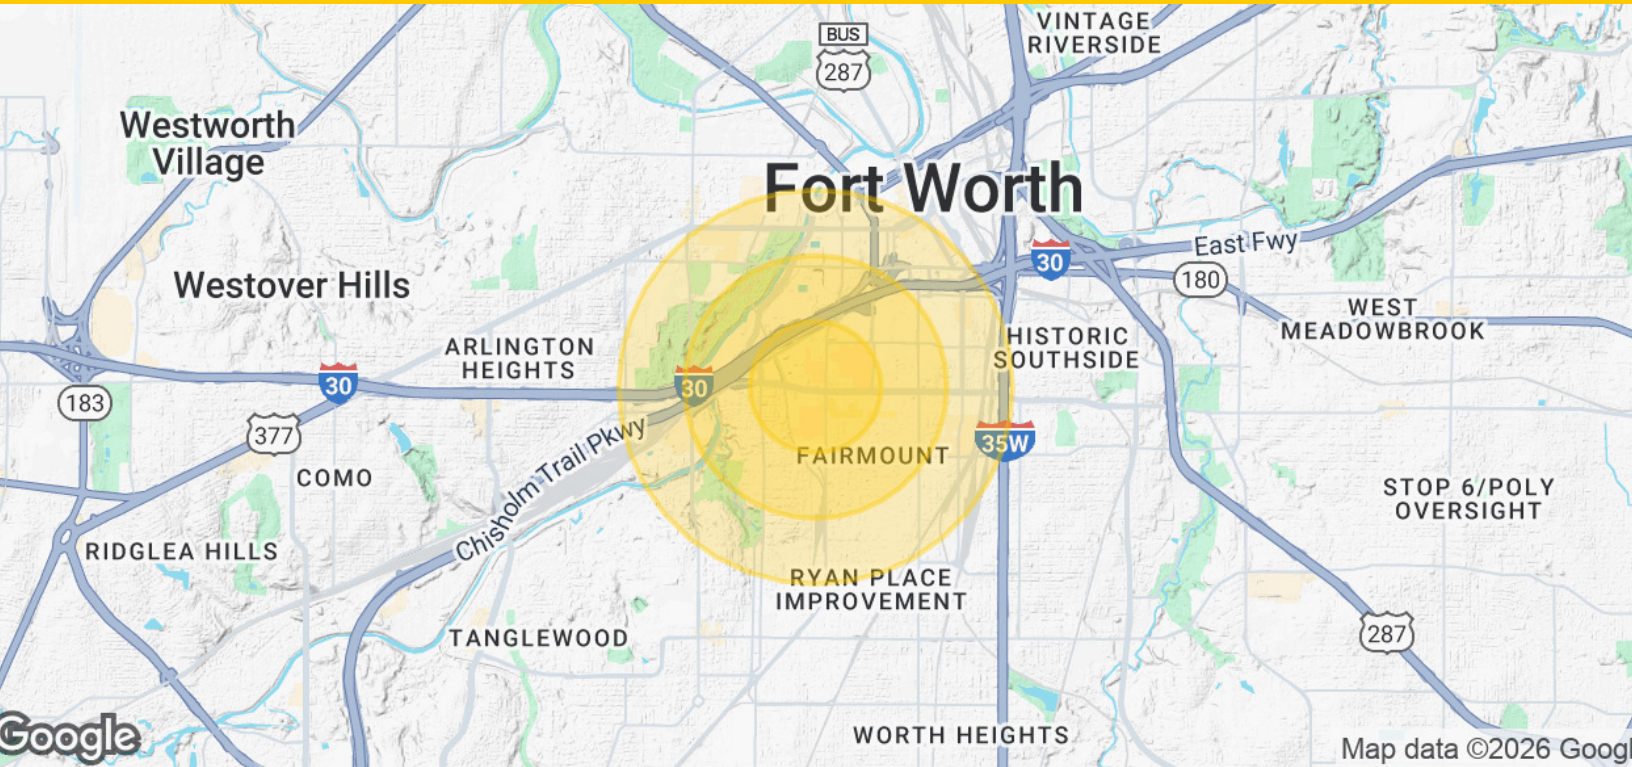 VINTAGE
RIVERSIDE
BUS
287
Westworth
Village
Fort Worth
East Fwy
30
180
Westover Hills
WEST
MEADOWBROOK
HISTORIC
SOUTHSIDE
ARLINGTON
HEIGHTS
30
30
183
377
Chisholm Trail Pkwy
35W
FAIRMOUNT
COMO
STOP 6/POLY
OVERSIGHT
RIDGLEA HILLS
RYAN PLACE
IMPROVEMENT
TANGLEWOOD
287
WORTH HEIGHTS
Google
Map data ©2026 Googl